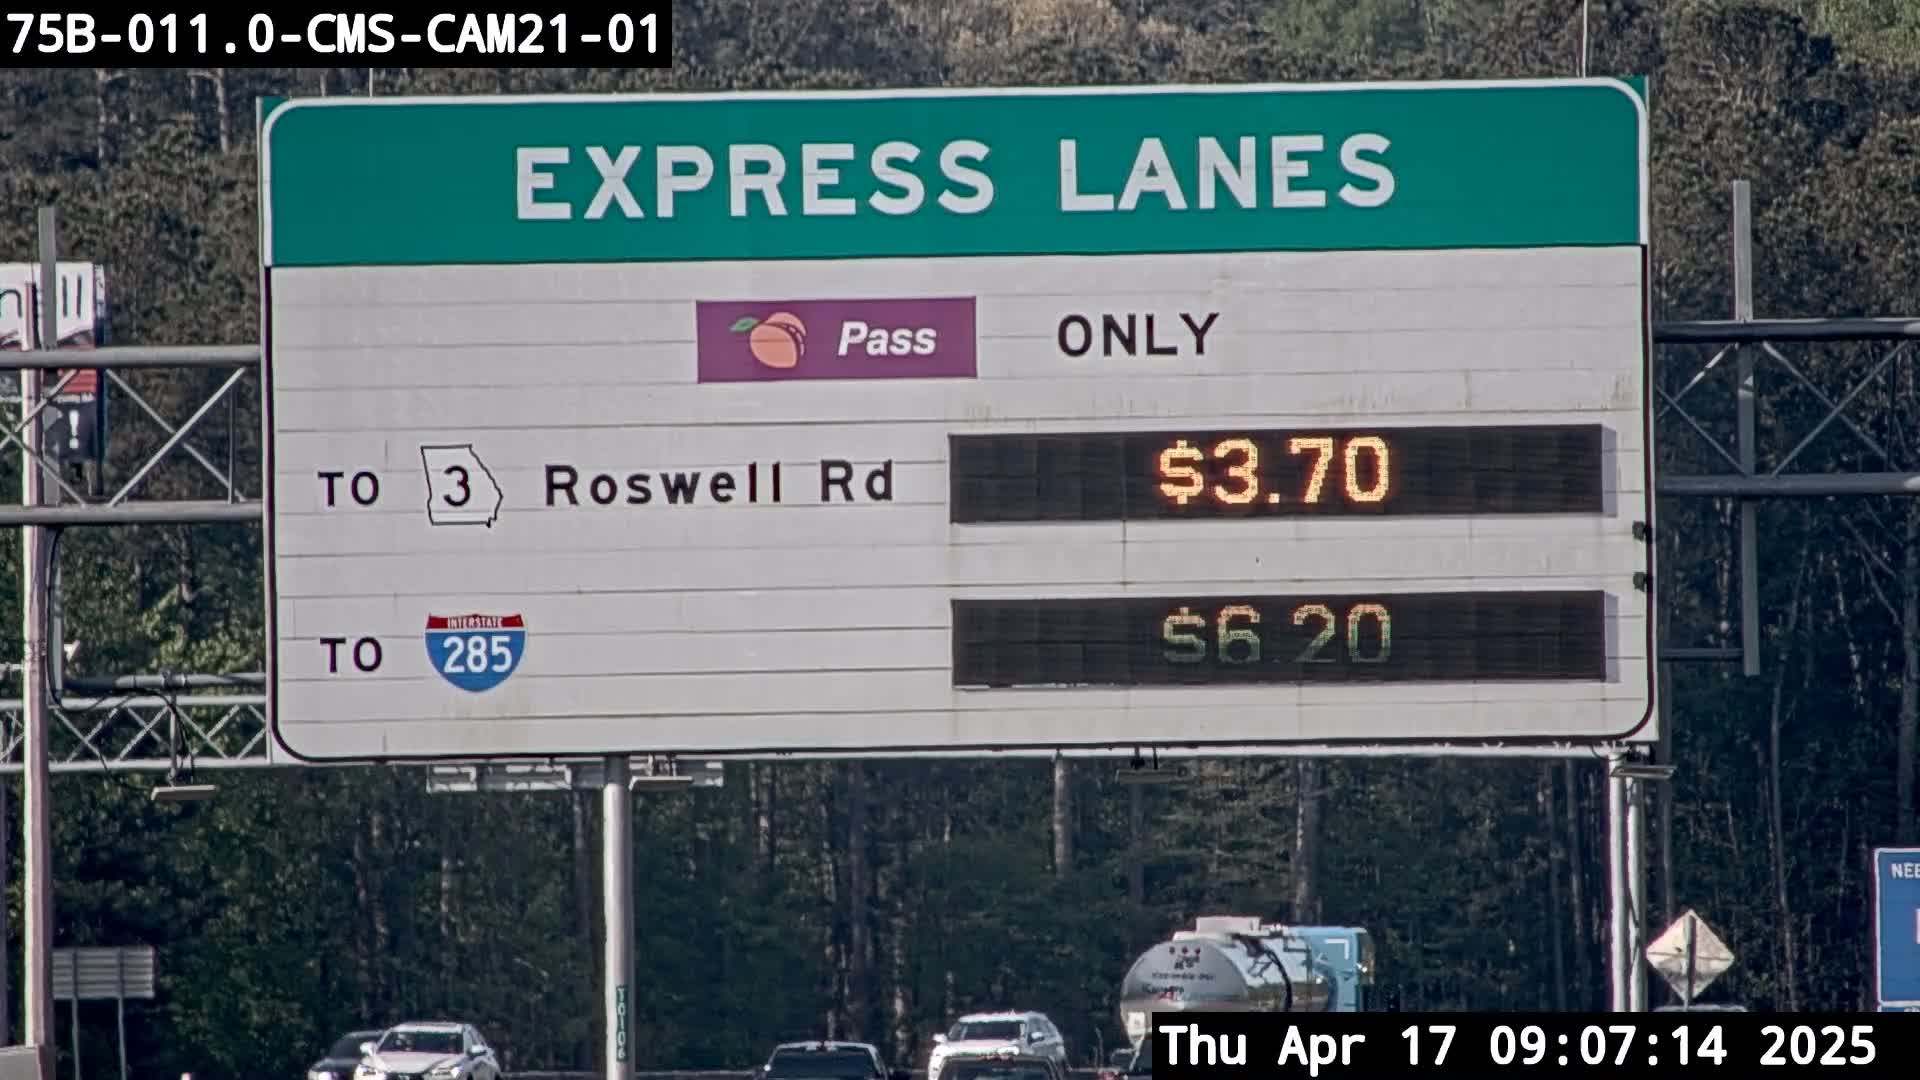 75B-011.0-CMS-CAM21-01
EXPRESS LANES
Pass ONLY
TO 3 Roswell Rd $3.70
TO INTERSTATE 285 $6.20
!
NEE
Thu Apr 17 09:07:14 2025